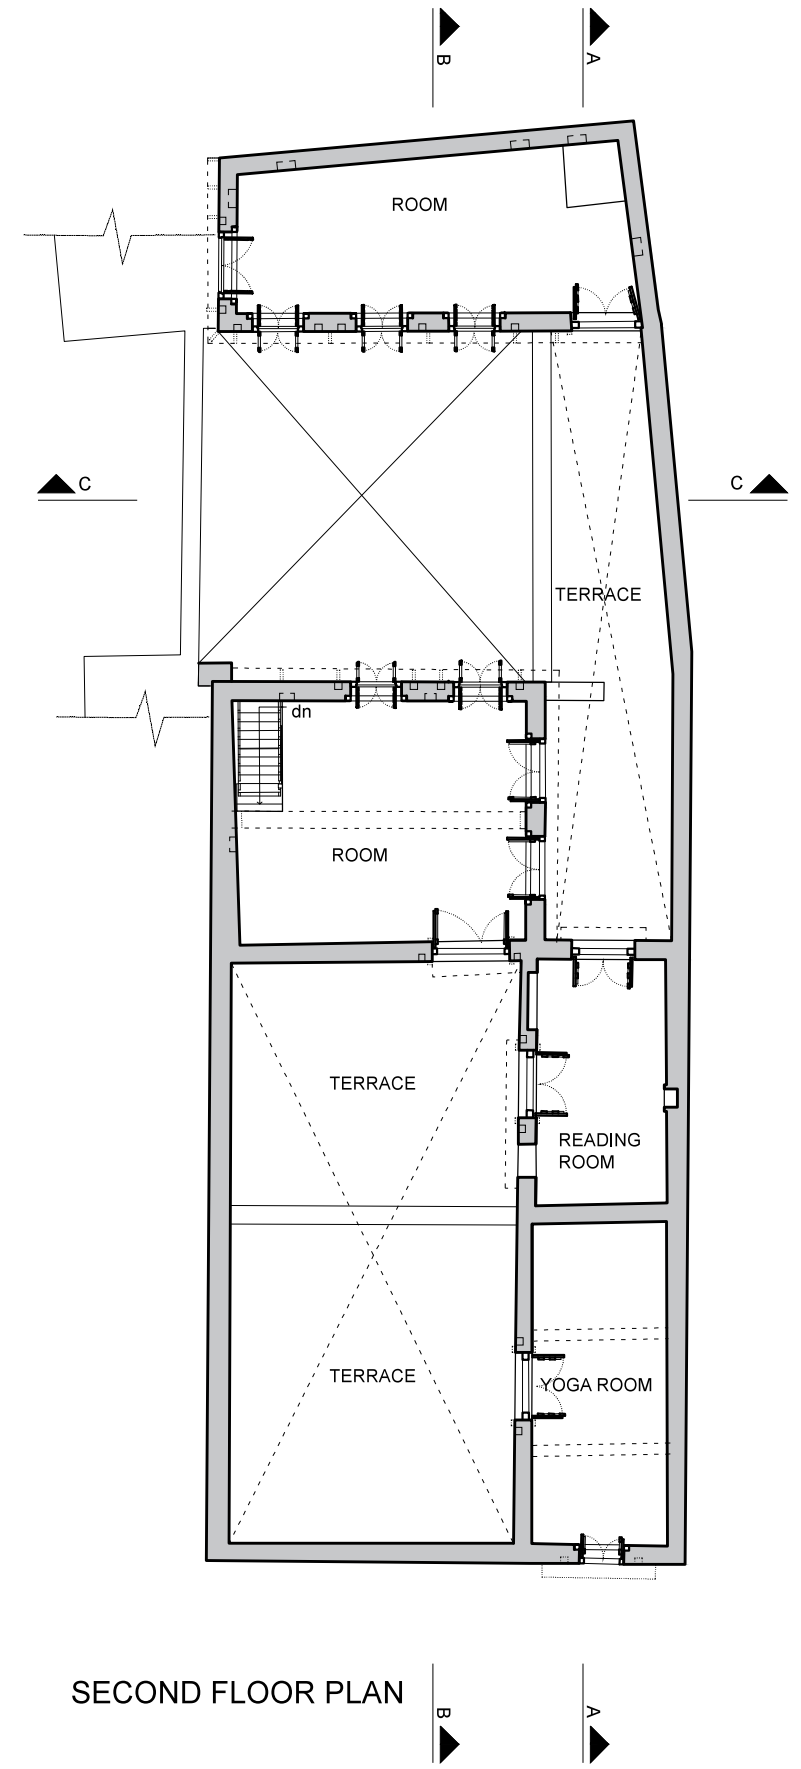 B
A
ROOM
C
C
TERRACE
dn
ROOM
TERRACE
READING
ROOM
TERRACE
YOGA ROOM
SECOND FLOOR PLAN
B
A